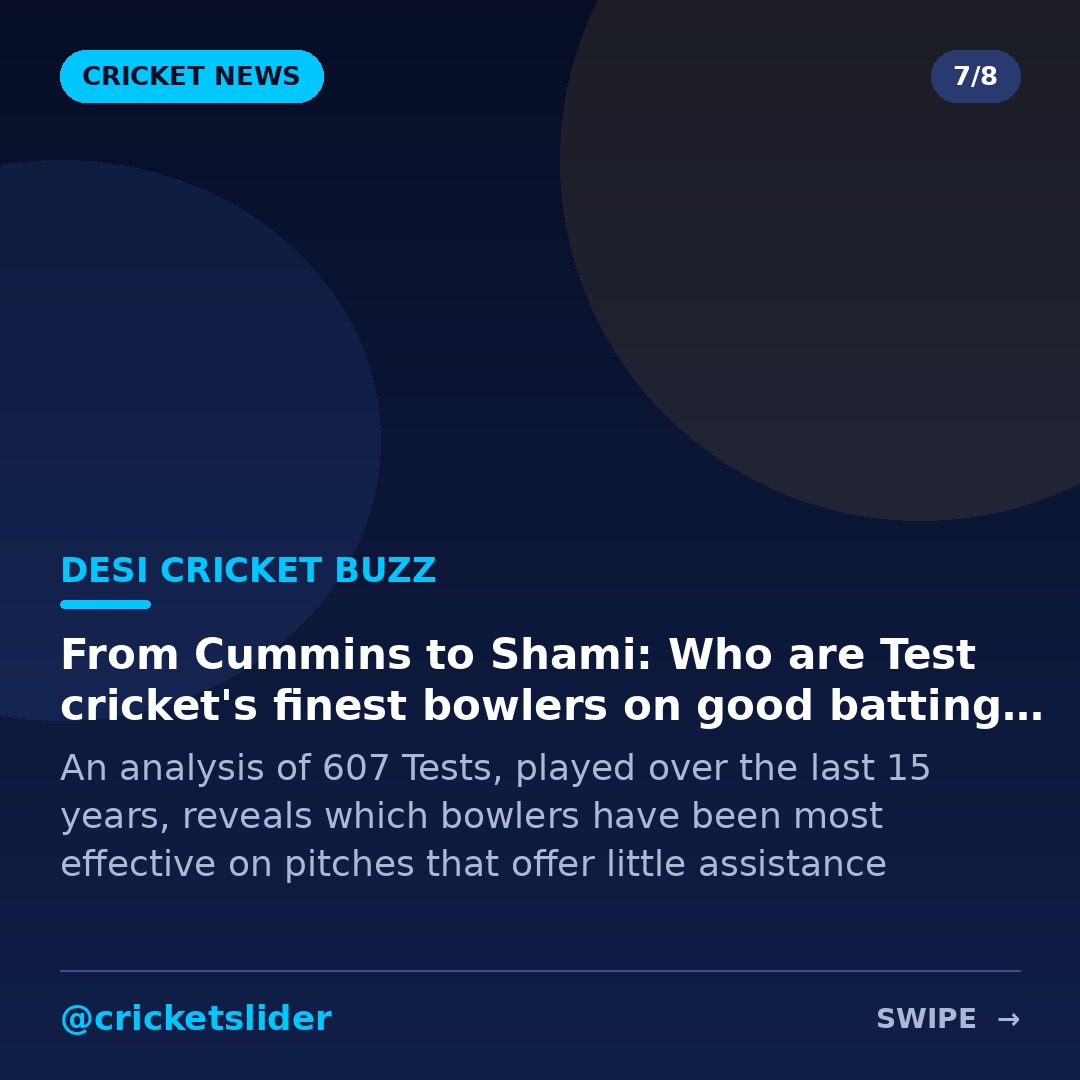 CRICKET NEWS
7/8
DESI CRICKET BUZZ
From Cummins to Shami: Who are Test
cricket's finest bowlers on good batting…
An analysis of 607 Tests, played over the last 15
years, reveals which bowlers have been most
effective on pitches that offer little assistance
@cricketslider
SWIPE →